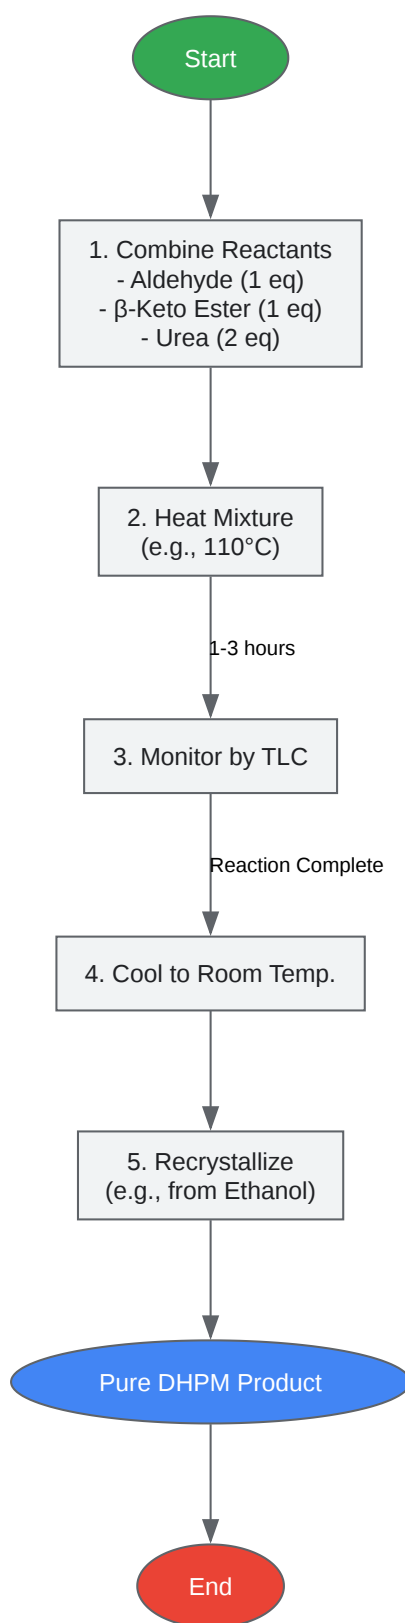 Start
1. Combine Reactants
- Aldehyde (1 eq)
- β-Keto Ester (1 eq)
- Urea (2 eq)
2. Heat Mixture
(e.g., 110°C)
1-3 hours
3. Monitor by TLC
Reaction Complete
4. Cool to Room Temp.
5. Recrystallize
(e.g., from Ethanol)
Pure DHPM Product
End